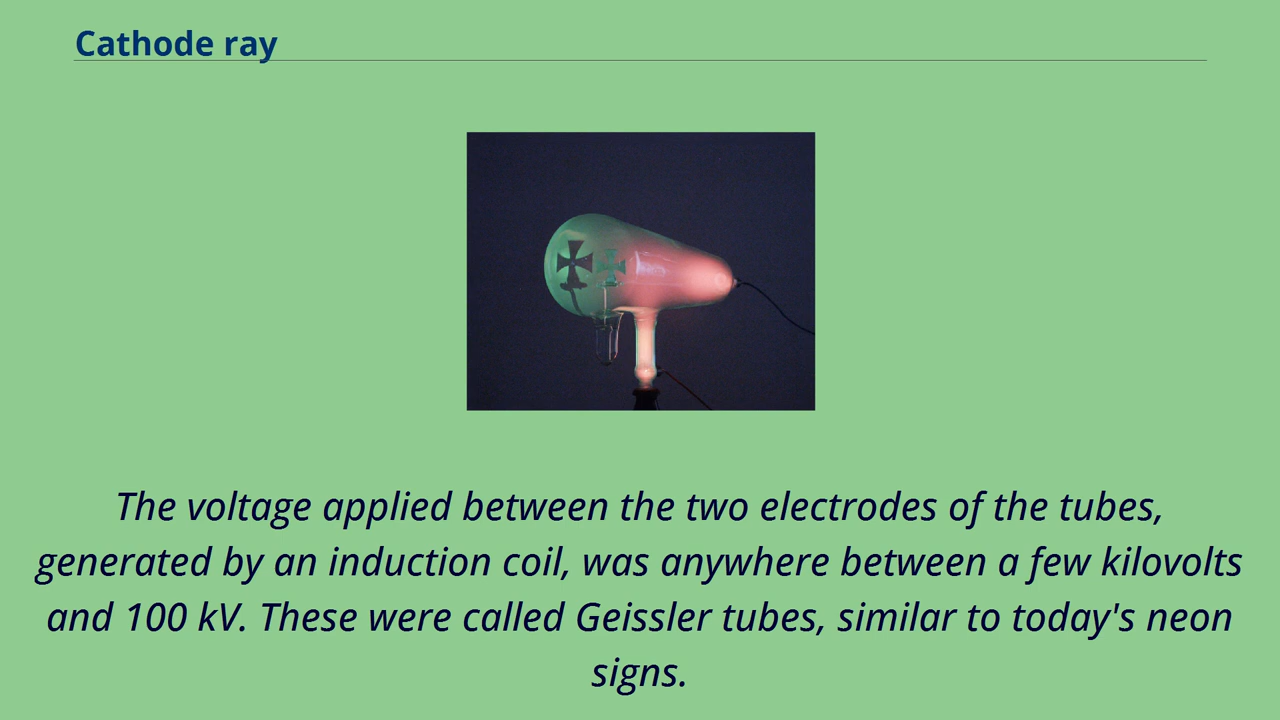 Cathode ray
The voltage applied between the two electrodes of the tubes,
generated by an induction coil, was anywhere between a few kilovolts
and 100 kV. These were called Geissler tubes, similar to today's neon
signs.